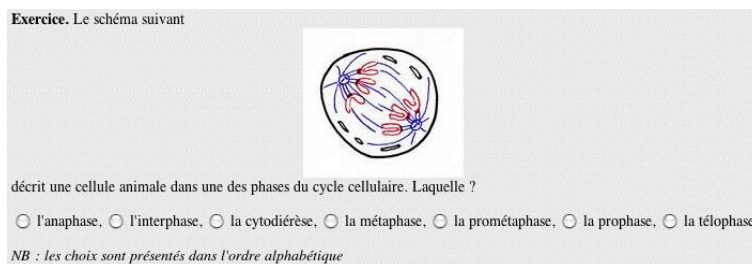 Exercice. Le schéma suivant
décrit une cellule animale dans une des phases du cycle cellulaire. Laquelle ?
l'anaphase, l'interphase, la cytodiérèse, la métaphase, la prométaphase, la prophase, la télophase
NB : les choix sont présentés dans l'ordre alphabétique